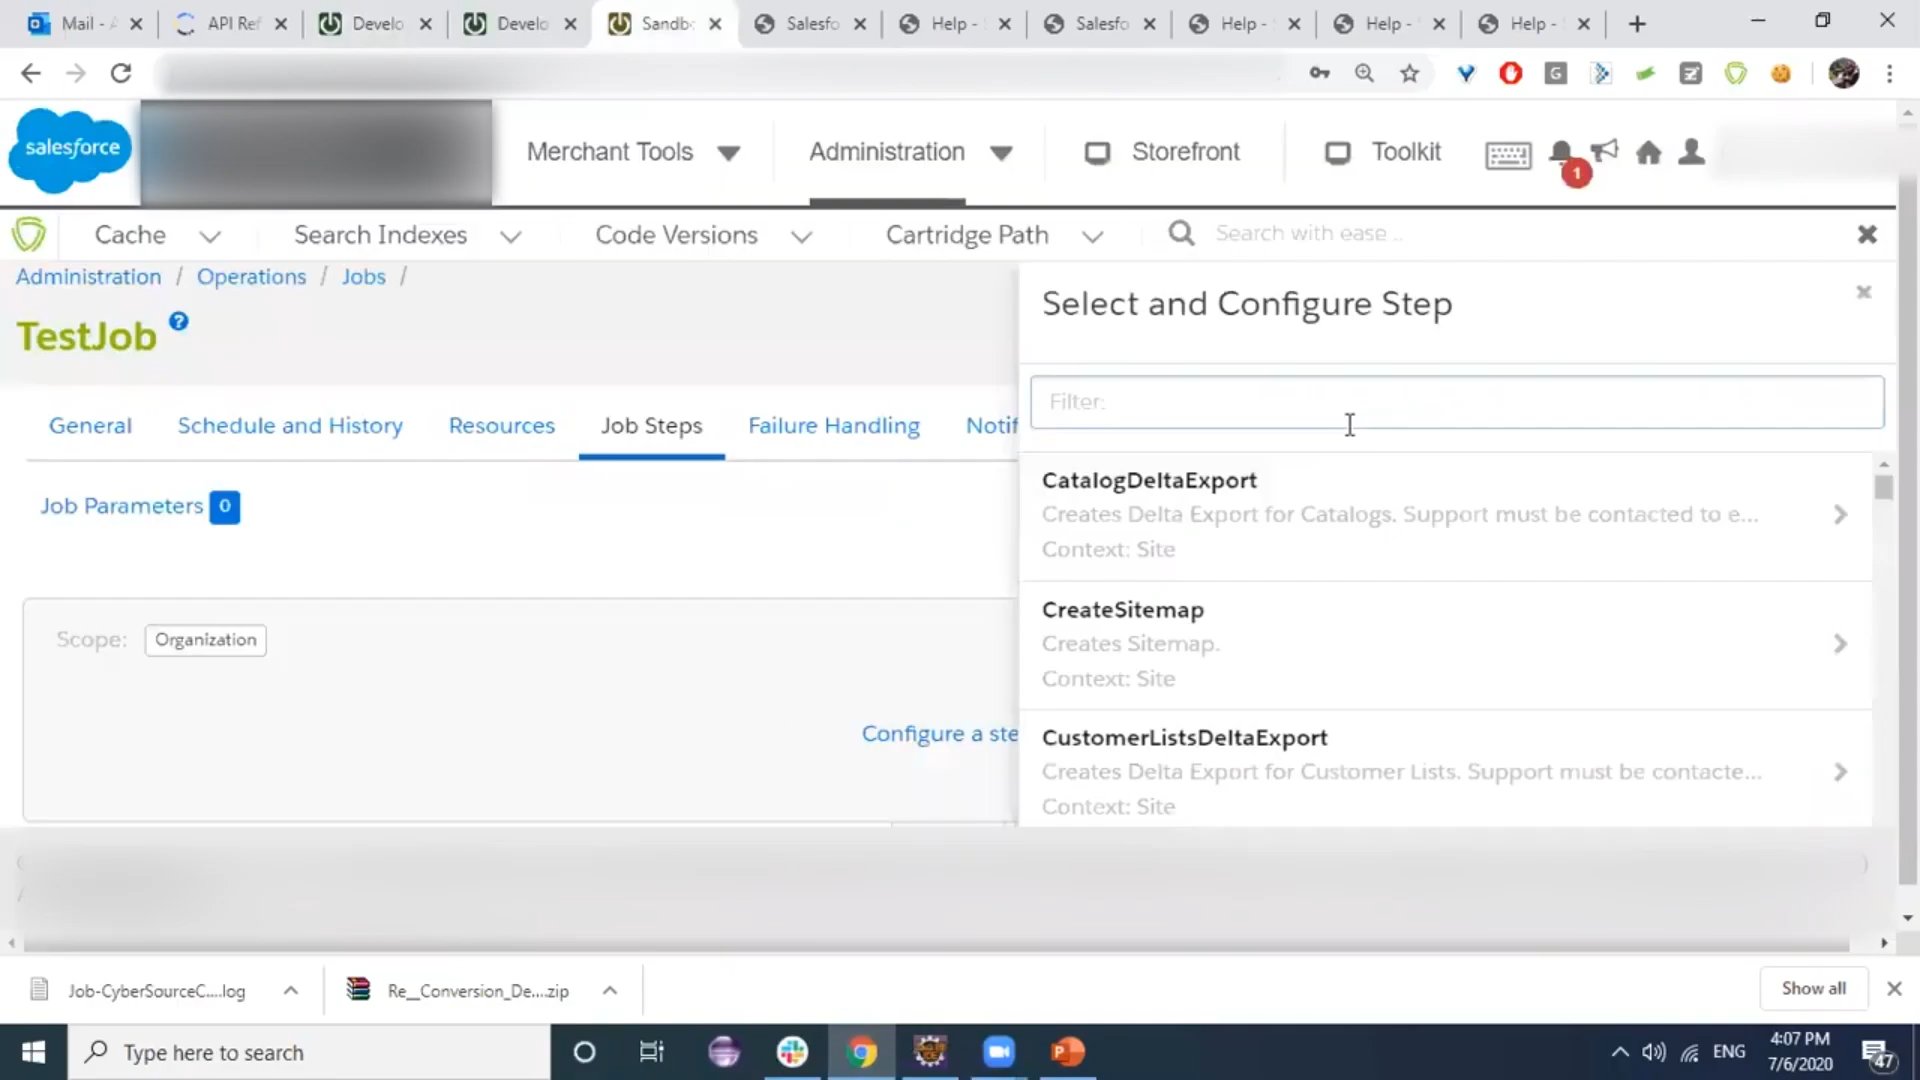 Mail - A
API Ref
Develo
Develo
Sandb
Salesfo
Help -
Salesfo
Help -
Help -
Help -
salesforce
Merchant Tools
Administration
Storefront
Toolkit
1
Cache
Search Indexes
Code Versions
Cartridge Path
Search with ease ..
Administration / Operations / Jobs /
TestJob ?
Select and Configure Step
Filter:
General
Schedule and History
Resources
Job Steps
Failure Handling
Notif
Job Parameters 0
CatalogDeltaExport
Creates Delta Export for Catalogs. Support must be contacted to e...
Context: Site
Scope: Organization
CreateSitemap
Creates Sitemap.
Context: Site
Configure a ste
CustomerListsDeltaExport
Creates Delta Export for Customer Lists. Support must be contacte...
Context: Site
Job-CyberSourceC....log
Re__Conversion_De....zip
Show all
Type here to search
ENG
4:07 PM
7/6/2020
47